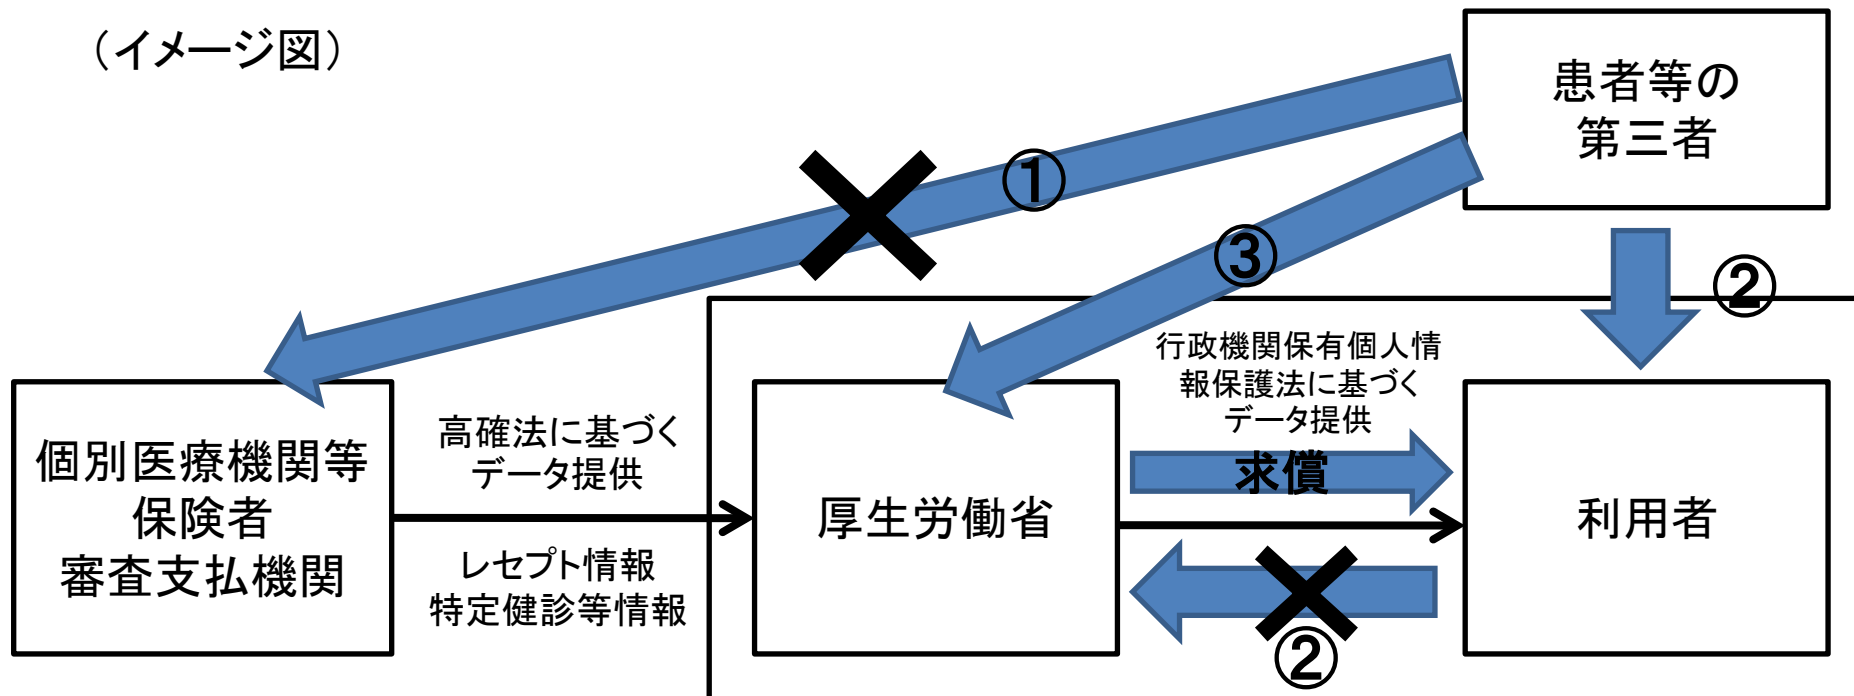 （イメージ図）
患者等の
第三者
①
③
②
行政機関保有個人情
報保護法に基づく
データ提供
求償
高確法に基づく
データ提供
レセプト情報
特定健診等情報
個別医療機関等
保険者
審査支払機関
厚生労働省
利用者
②